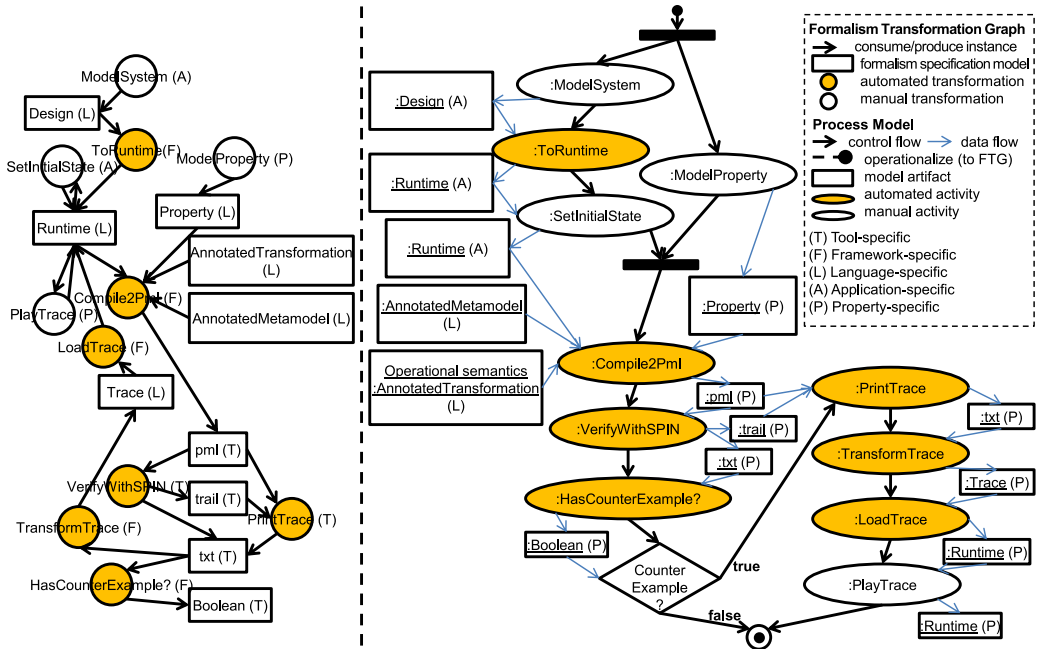 ModelSystem (A)
Design (L)
ToRuntime(F)
SetInitialState (A)
ModelProperty (P)
Property (L)
Runtime (L)
AnnotatedTransformation
(L)
Compile2Pml (F)
PlayTrace (P)
AnnotatedMetamodel (L)
LoadTrace (F)
Trace (L)
pml (T)
VerifyWithSPIN (T)
trail (T)
TransformTrace (F)
PrintTrace (T)
txt (T)
HasCounterExample? (F)
Boolean (T)
:ModelSystem
:Design (A)
:ToRuntime
:Runtime (A)
:ModelProperty
:SetInitialState
:Runtime (A)
:AnnotatedMetamodel
(L)
:Property (P)
Operational semantics
:AnnotatedTransformation
(L)
:Compile2Pml
:pml (P)
:VerifyWithSPIN
:trail (P)
:txt (P)
:HasCounterExample?
:Boolean (P)
Counter
Example
?
true
false
:PrintTrace
:txt (P)
:TransformTrace
:Trace (P)
:LoadTrace
:Runtime (P)
:PlayTrace
:Runtime (P)
Formalism Transformation Graph
consume/produce instance
formalism specification model
automated transformation
manual transformation
Process Model
control flow
data flow
operationalize (to FTG)
model artifact
automated activity
manual activity
(T) Tool-specific
(F) Framework-specific
(L) Language-specific
(A) Application-specific
(P) Property-specific